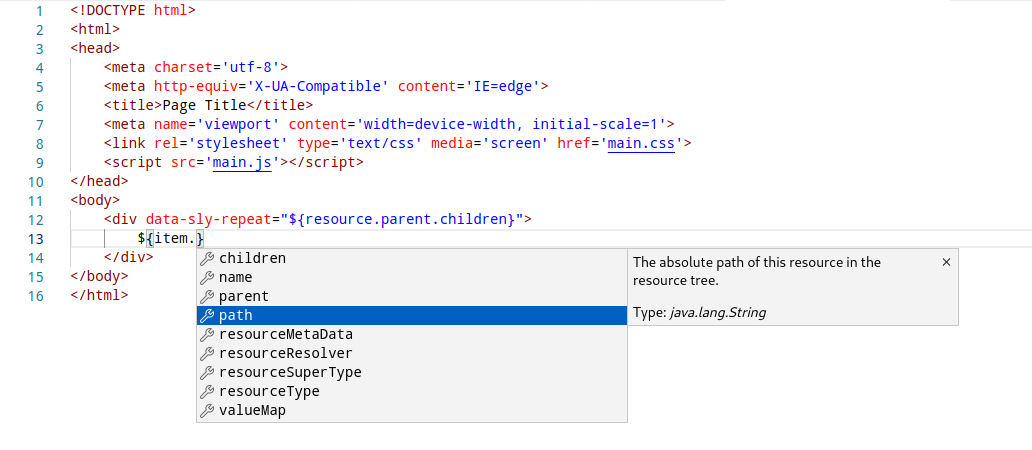 1 <!DOCTYPE html>
2 <html>
3 <head>
4     <meta charset='utf-8'>
5     <meta http-equiv='X-UA-Compatible' content='IE=edge'>
6     <title>Page Title</title>
7     <meta name='viewport' content='width=device-width, initial-scale=1'>
8     <link rel='stylesheet' type='text/css' media='screen' href='main.css'>
9     <script src='main.js'></script>
10 </head>
11 <body>
12     <div data-sly-repeat="${resource.parent.children}">
13         ${item.}
14     </div>
15 </body>
16 </html>
children
name
parent
path
resourceMetaData
resourceResolver
resourceSuperType
resourceType
valueMap
The absolute path of this resource in the
resource tree.
Type: java.lang.String